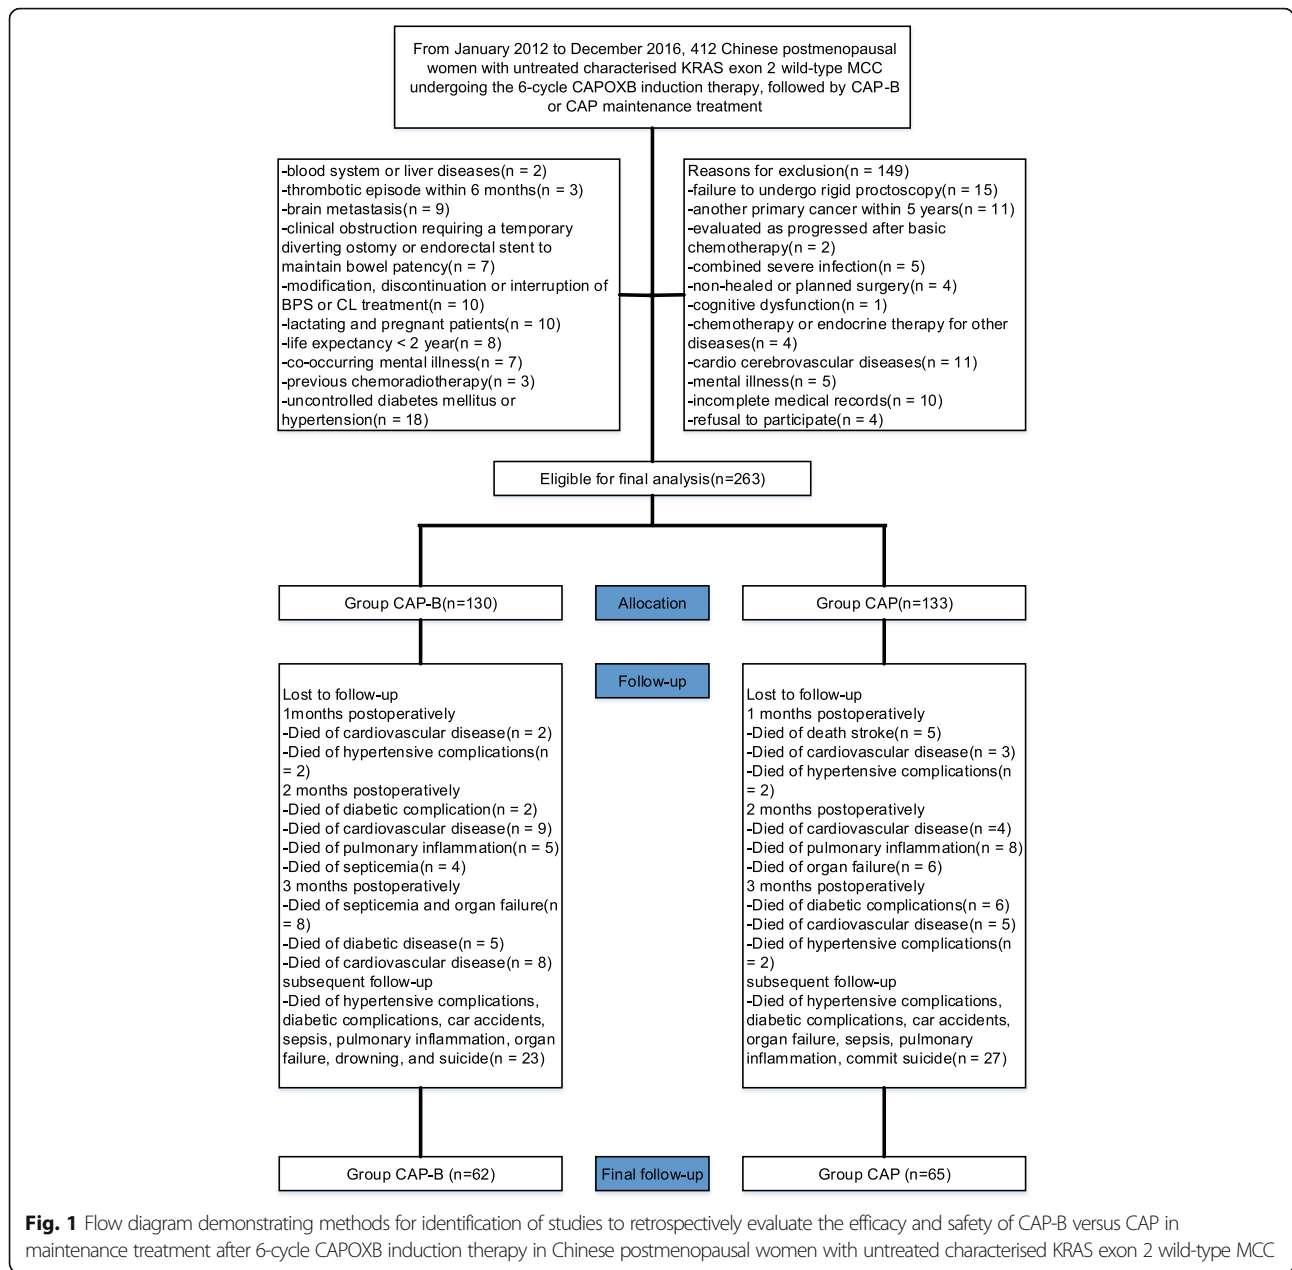 From January 2012 to December 2016, 412 Chinese postmenopausal
women with untreated characterised KRAS exon 2 wild-type MCC
undergoing the 6-cycle CAPOXB induction therapy, followed by CAP-B
or CAP maintenance treatment
-blood system or liver diseases(n = 2)
-thrombotic episode within 6 months(n = 3)
-brain metastasis(n = 9)
-clinical obstruction requiring a temporary
diverting ostomy or endorectal stent to
maintain bowel patency(n = 7)
-modification, discontinuation or interruption of
BPS or CL treatment(n = 10)
-lactating and pregnant patients(n = 10)
-life expectancy < 2 year(n = 8)
-co-occurring mental illness(n = 7)
-previous chemoradiotherapy(n = 3)
-uncontrolled diabetes mellitus or
hypertension(n = 18)
Reasons for exclusion(n = 149)
-failure to undergo rigid proctoscopy(n = 15)
-another primary cancer within 5 years(n = 11)
-evaluated as progressed after basic
chemotherapy(n = 2)
-combined severe infection(n = 5)
-non-healed or planned surgery(n = 4)
-cognitive dysfunction(n = 1)
-chemotherapy or endocrine therapy for other
diseases(n = 4)
-cardio cerebrovascular diseases(n = 11)
-mental illness(n = 5)
-incomplete medical records(n = 10)
-refusal to participate(n = 4)
Eligible for final analysis(n=263)
Group CAP-B(n=130)
Allocation
Group CAP(n=133)
Follow-up
Lost to follow-up
1months postoperatively
-Died of cardiovascular disease(n = 2)
-Died of hypertensive complications(n
= 2)
2 months postoperatively
-Died of diabetic complication(n = 2)
-Died of cardiovascular disease(n = 9)
-Died of pulmonary inflammation(n = 5)
-Died of septicemia(n = 4)
3 months postoperatively
-Died of septicemia and organ failure(n
= 8)
-Died of diabetic disease(n = 5)
-Died of cardiovascular disease(n = 8)
subsequent follow-up
-Died of hypertensive complications,
diabetic complications, car accidents,
sepsis, pulmonary inflammation, organ
failure, drowning, and suicide(n = 23)
Lost to follow-up
1 months postoperatively
-Died of death stroke(n = 5)
-Died of cardiovascular disease(n = 3)
-Died of hypertensive complications(n
= 2)
2 months postoperatively
-Died of cardiovascular disease(n =4)
-Died of pulmonary inflammation(n = 8)
-Died of organ failure(n = 6)
3 months postoperatively
-Died of diabetic complications(n = 6)
-Died of cardiovascular disease(n = 5)
-Died of hypertensive complications(n
= 2)
subsequent follow-up
-Died of hypertensive complications,
diabetic complications, car accidents,
organ failure, sepsis, pulmonary
inflammation, commit suicide(n = 27)
Group CAP-B (n=62)
Final follow-up
Group CAP (n=65)
Fig. 1 Flow diagram demonstrating methods for identification of studies to retrospectively evaluate the efficacy and safety of CAP-B versus CAP in
maintenance treatment after 6-cycle CAPOXB induction therapy in Chinese postmenopausal women with untreated characterised KRAS exon 2 wild-type MCC